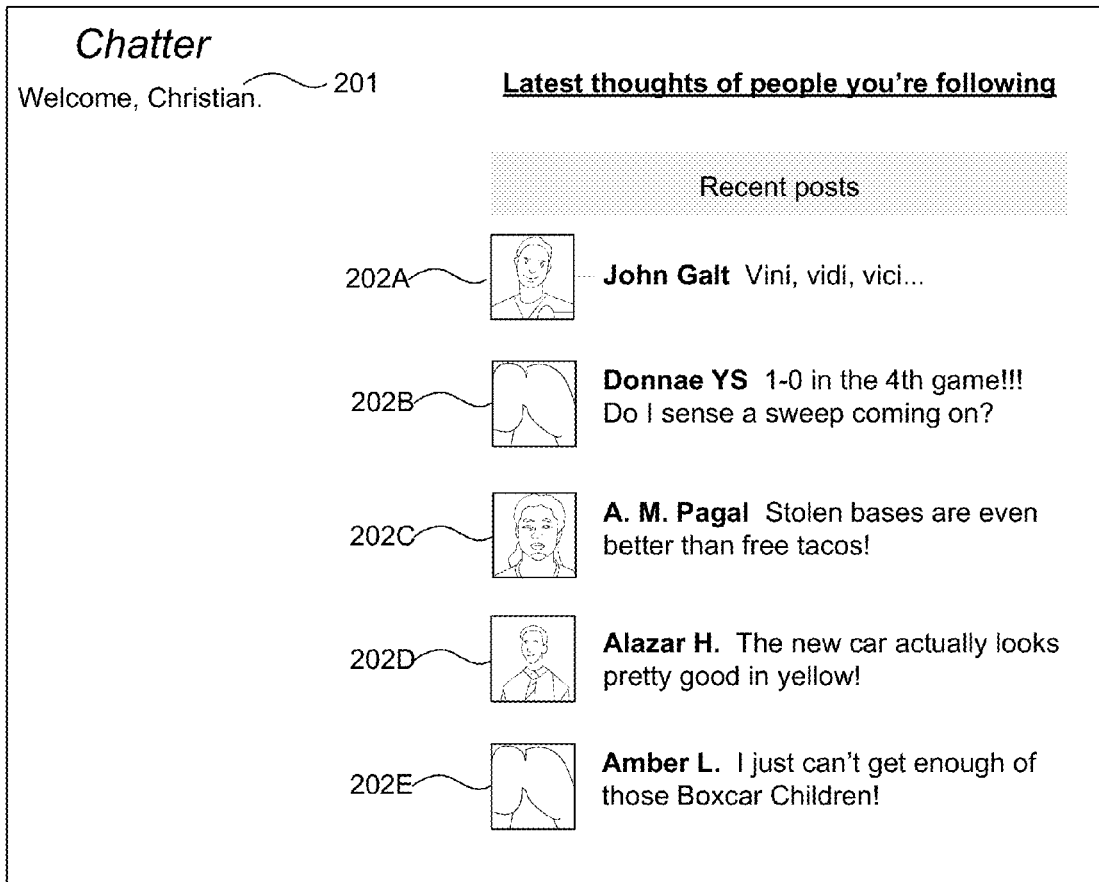 Chatter
Welcome, Christian.
201
Latest thoughts of people you're following
Recent posts
202A
John Galt Vini, vidi, vici...
202B
Donnae YS 1-0 in the 4th game!!!
Do I sense a sweep coming on?
202C
A. M. Pagal Stolen bases are even
better than free tacos!
202D
Alazar H. The new car actually looks
pretty good in yellow!
202E
Amber L. I just can't get enough of
those Boxcar Children!